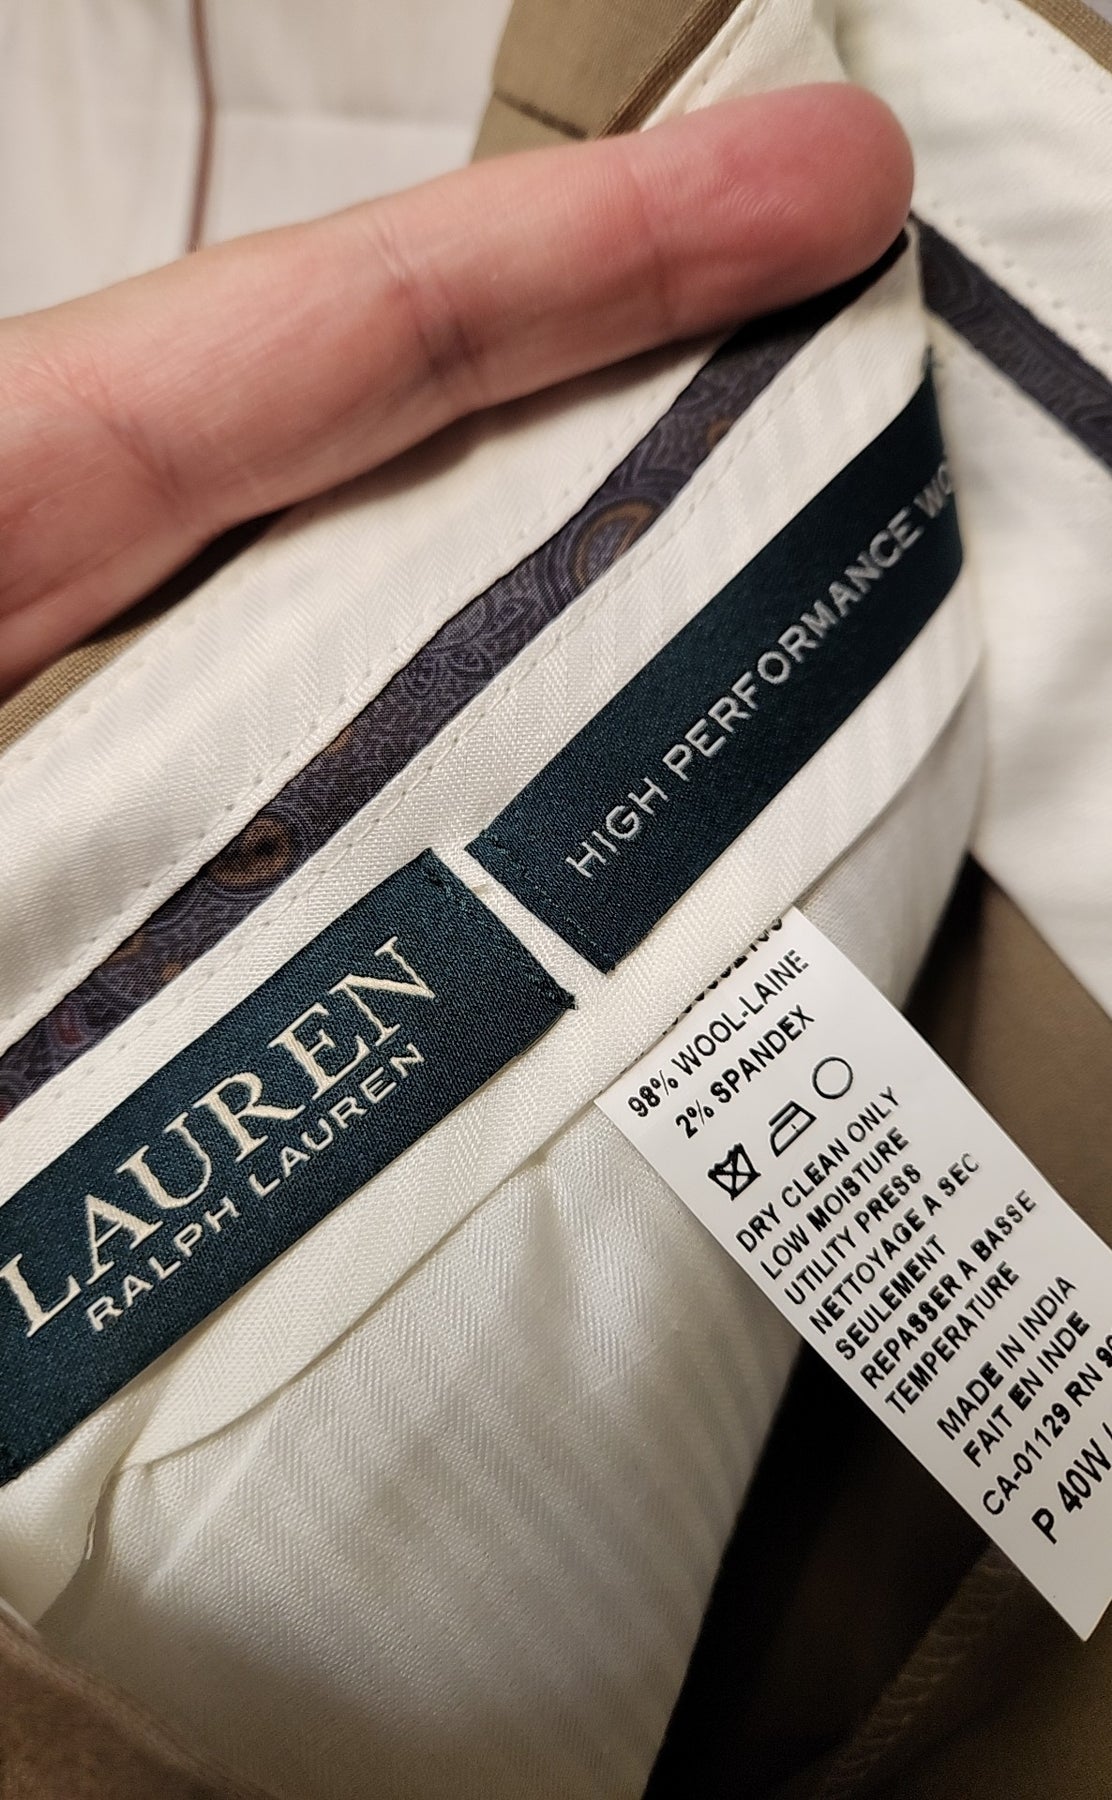 LAUREN
RALPH LAUREN
HIGH PERFORMANCE
98% WOOL-LAINE
2% SPANDEX
DRY CLEAN ONLY
LOW MOISTURE
UTILITY PRESS
NETTOYAGE A SEC
SEULEMENT
REPASSER A BASSE
TEMPERATURE
MADE IN INDIA
FAIT EN INDE
CA-01129 RN
P 40W